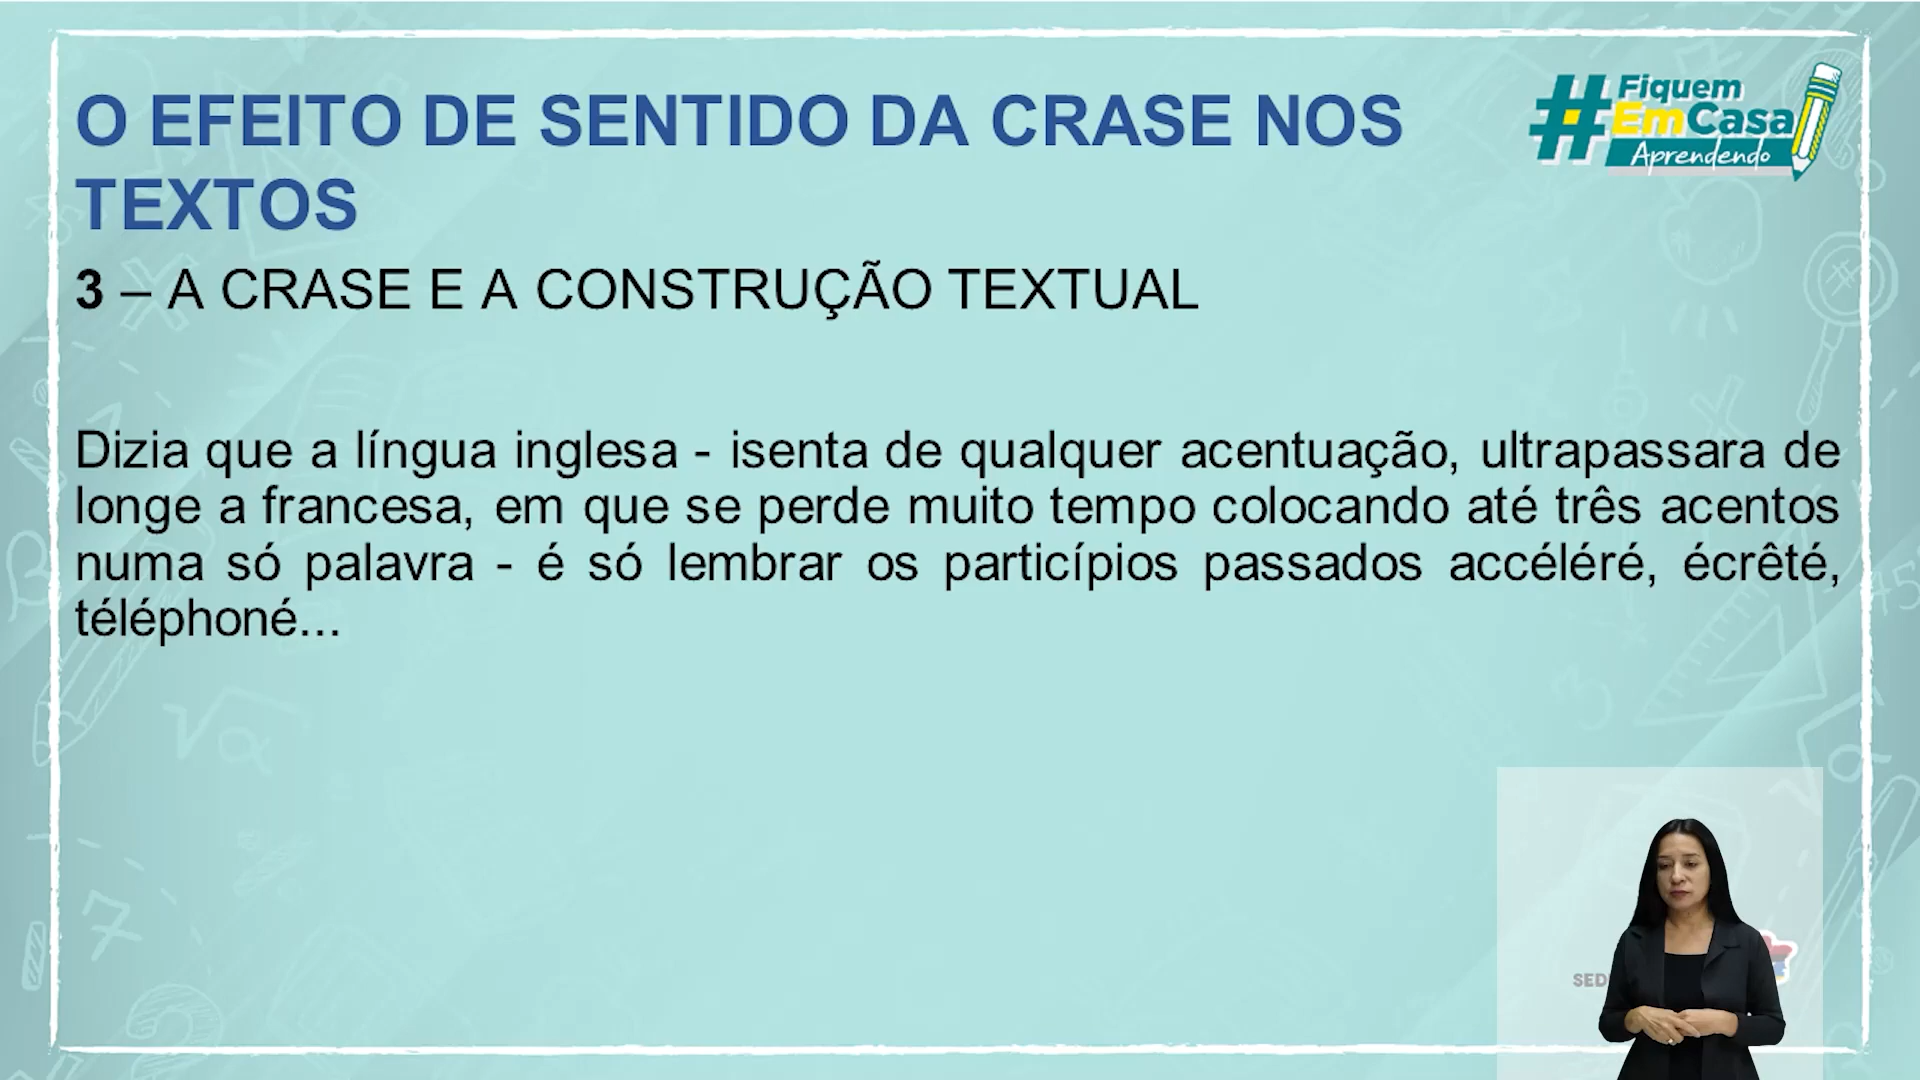 O EFEITO DE SENTIDO DA CRASE NOS
TEXTOS
#Fiquem
EmCasa
Aprendendo
3 – A CRASE E A CONSTRUÇÃO TEXTUAL
Dizia que a língua inglesa - isenta de qualquer acentuação, ultrapassara de
longe a francesa, em que se perde muito tempo colocando até três acentos
numa só palavra - é só lembrar os particípios passados accéléré, écrêté,
téléphoné...